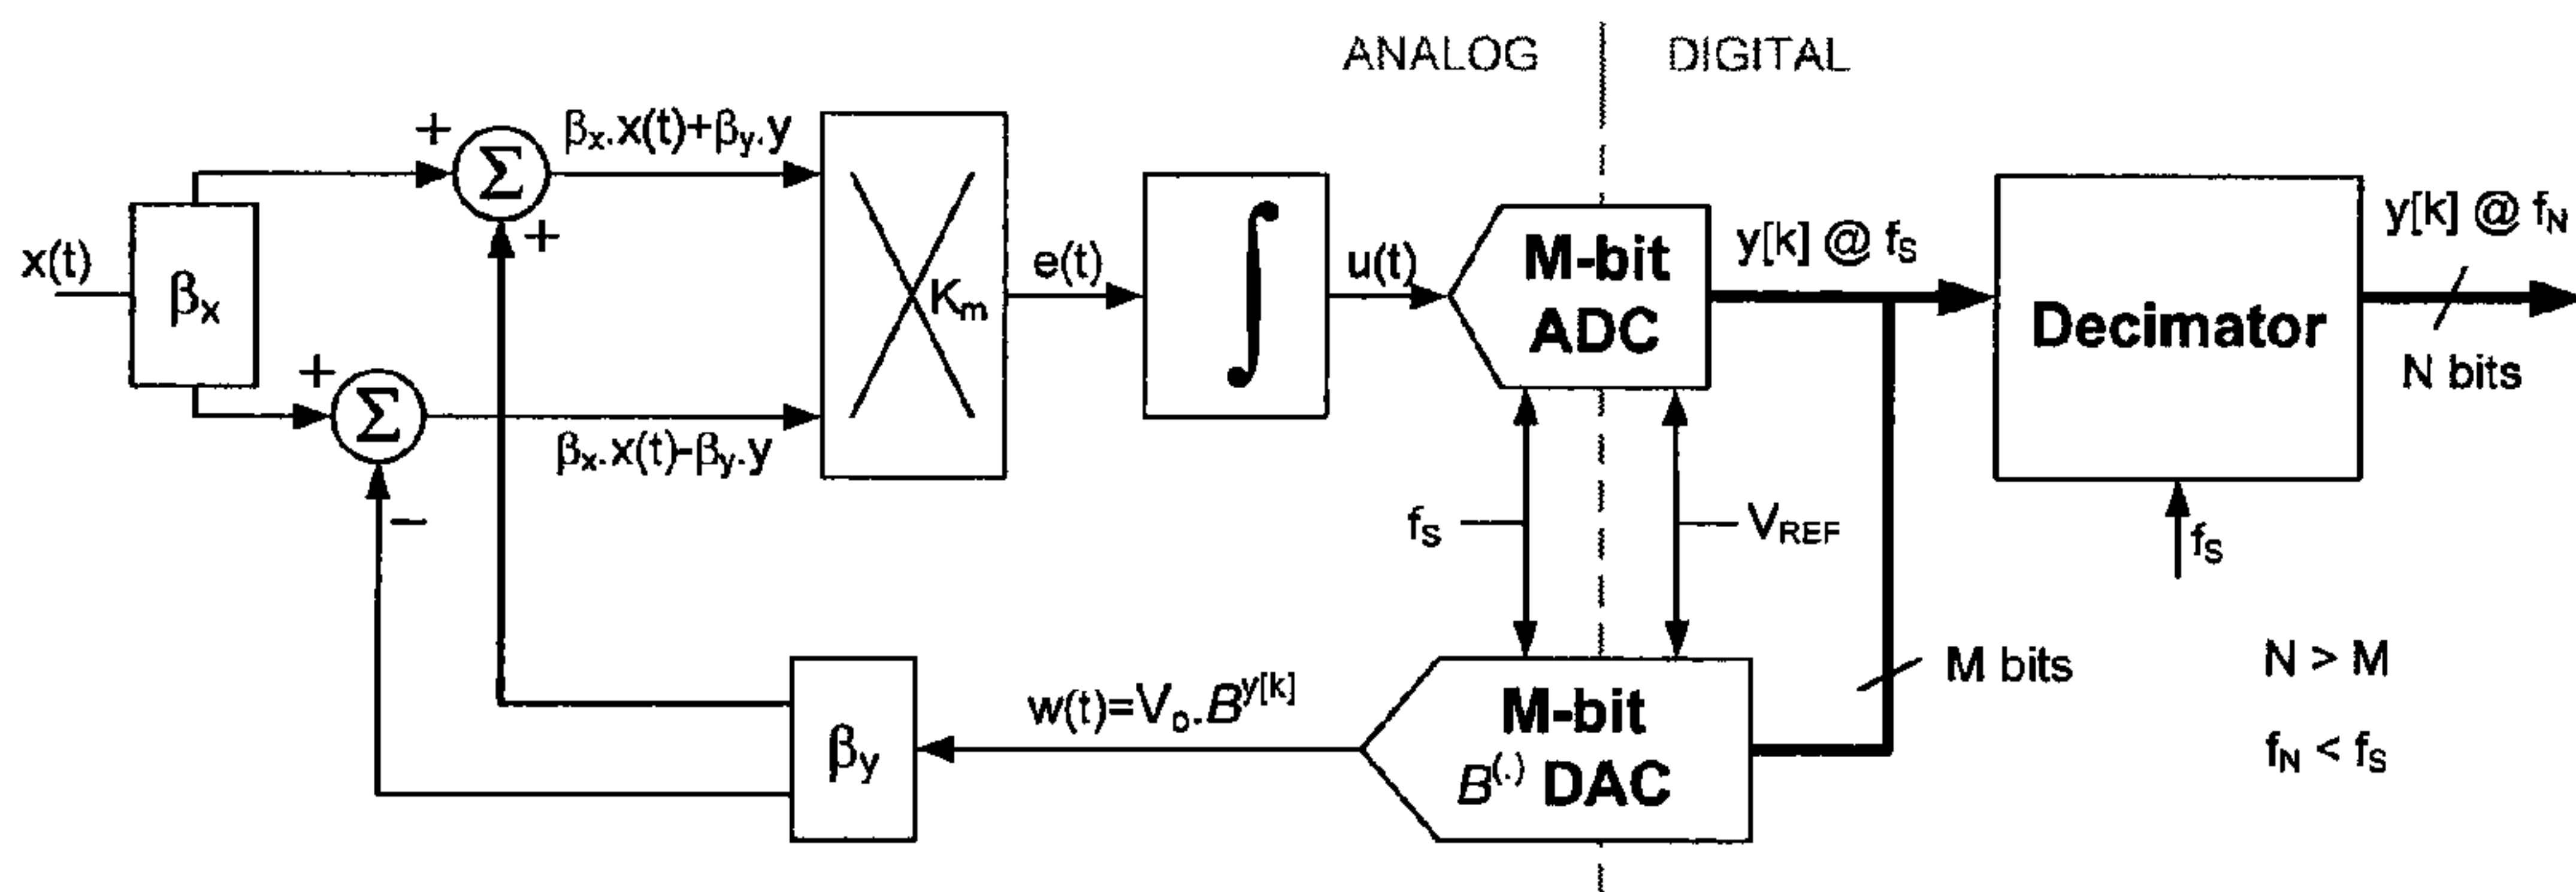 ANALOG
DIGITAL
+
Σ
+
βx.x(t)+βy.y
x(t)
βx
+
Σ
−
βx.x(t)-βy.y
Km
e(t)
∫
u(t)
M-bit
ADC
y[k] @ fS
Decimator
fS
y[k] @ fN
N bits
fS
VREF
M bits
N > M
fN < fS
M-bit
B(.) DAC
w(t)=Vo.By[k]
βy